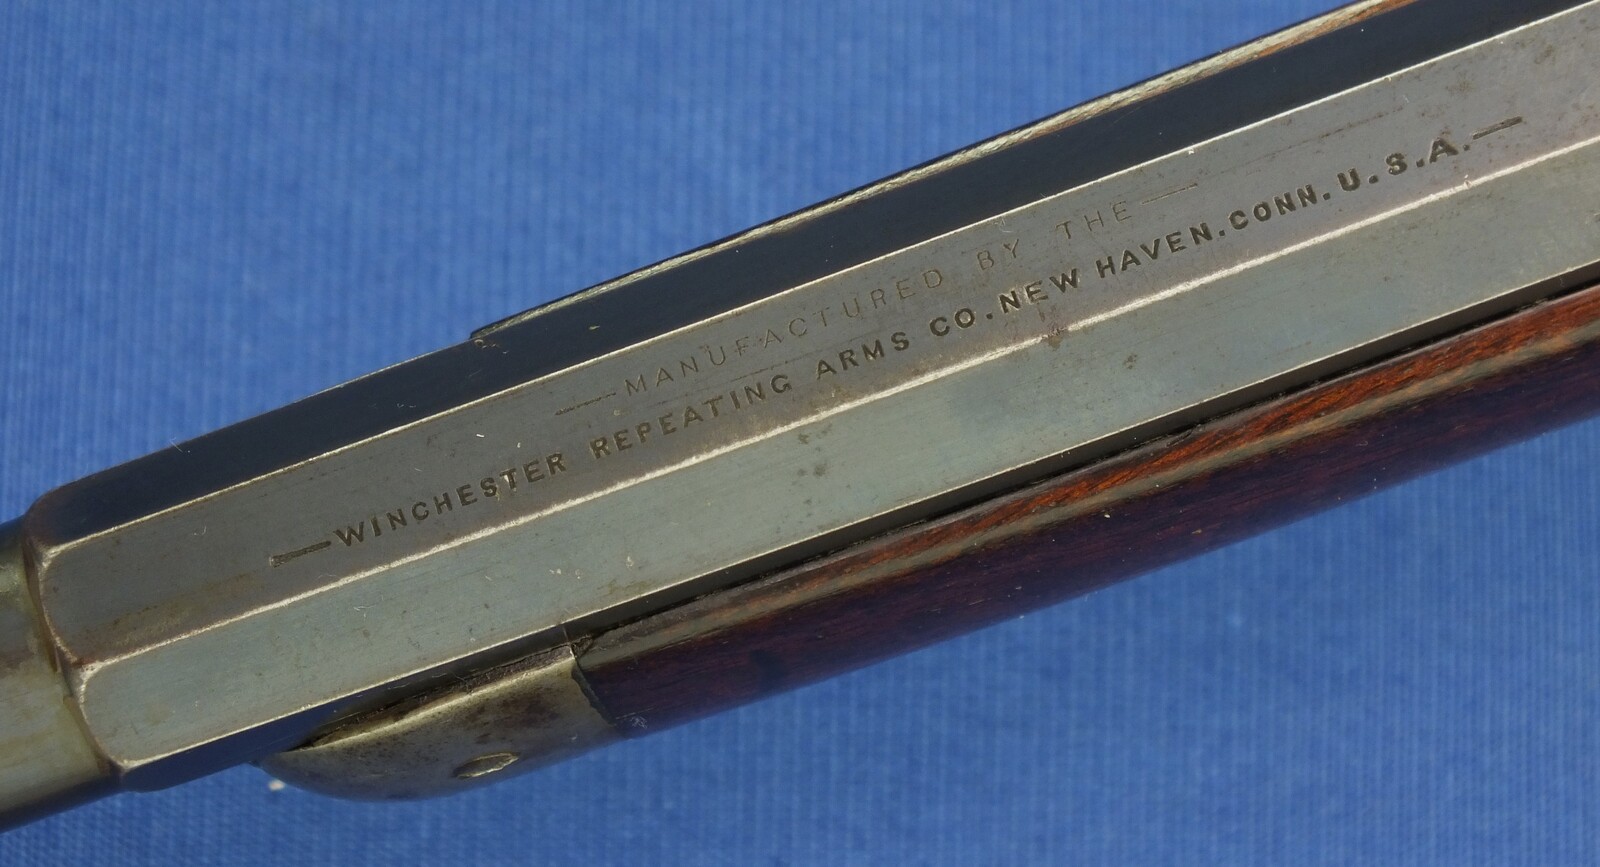 —MANUFACTURED BY THE—
—WINCHESTER REPEATING ARMS CO. NEW HAVEN. CONN. U.S.A.—